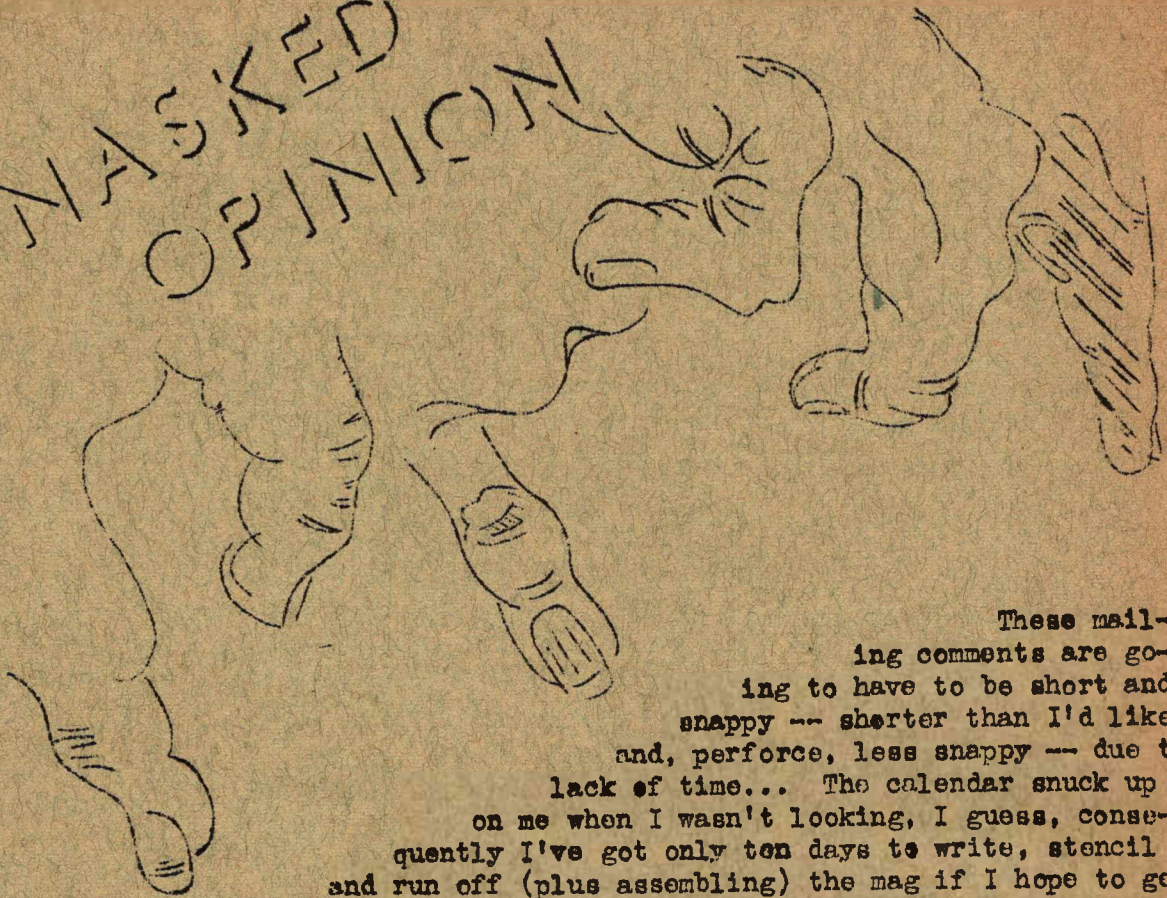 NASKED
OPINION
These mail-
ing comments are go-
ing to have to be short and
snappy -- shorter than I'd like
and, perforce, less snappy -- due t
lack of time... The calendar snuck up
on me when I wasn't looking, I guess, conse-
quently I've got only ten days to write, stencil
and run off (plus assembling) the mag if I hope to ge